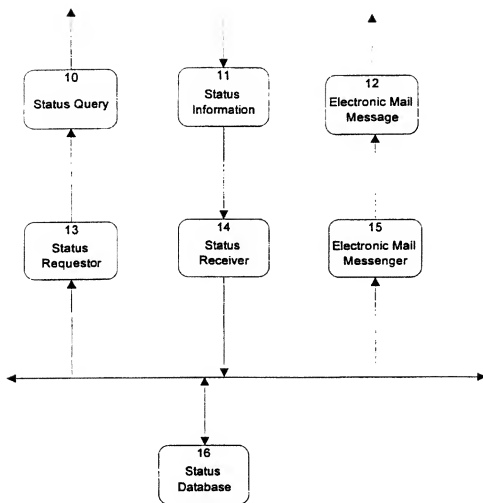 10
Status Query
11
Status
Information
12
Electronic Mail
Message
13
Status
Requestor
14
Status
Receiver
15
Electronic Mail
Messenger
16
Status
Database